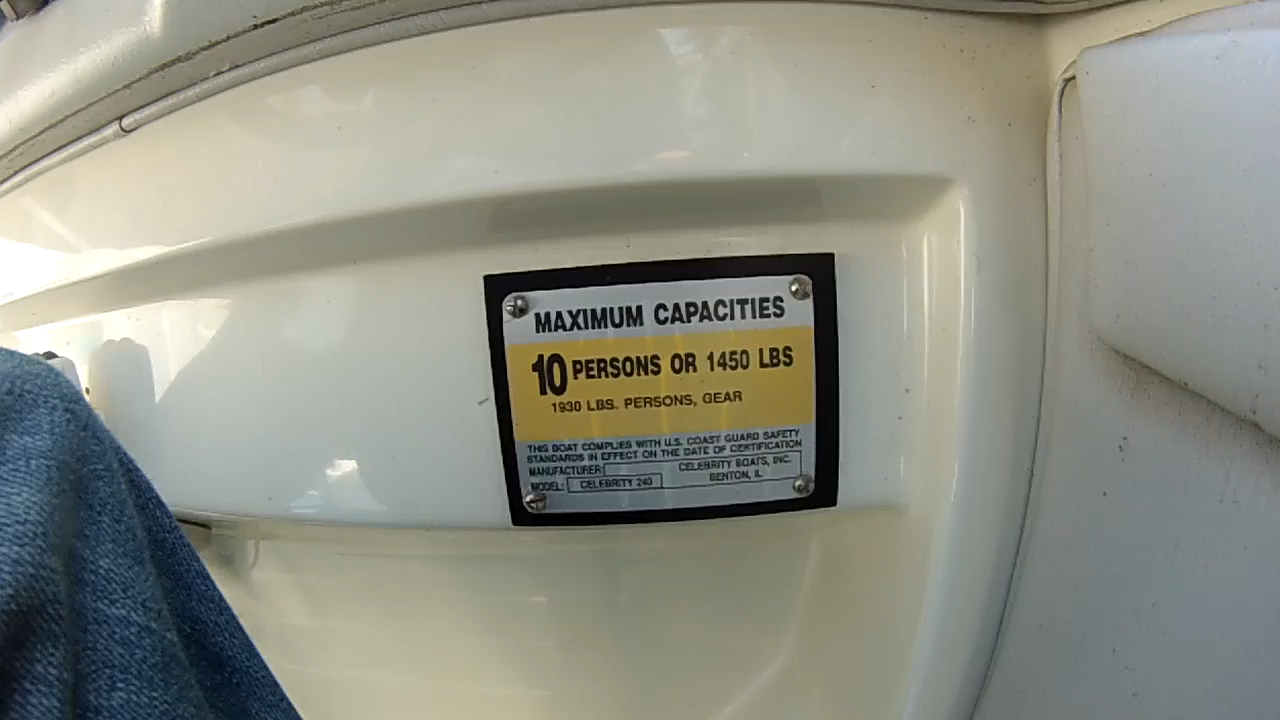 MAXIMUM CAPACITIES
10 PERSONS OR 1450 LBS
1930 LBS. PERSONS, GEAR
THIS BOAT COMPLIES WITH U.S. COAST GUARD SAFETY
STANDARDS IN EFFECT ON THE DATE OF CERTIFICATION
MANUFACTURER: CELEBRITY BOATS, INC.
BENTON, IL
MODEL: CELEBRITY 240